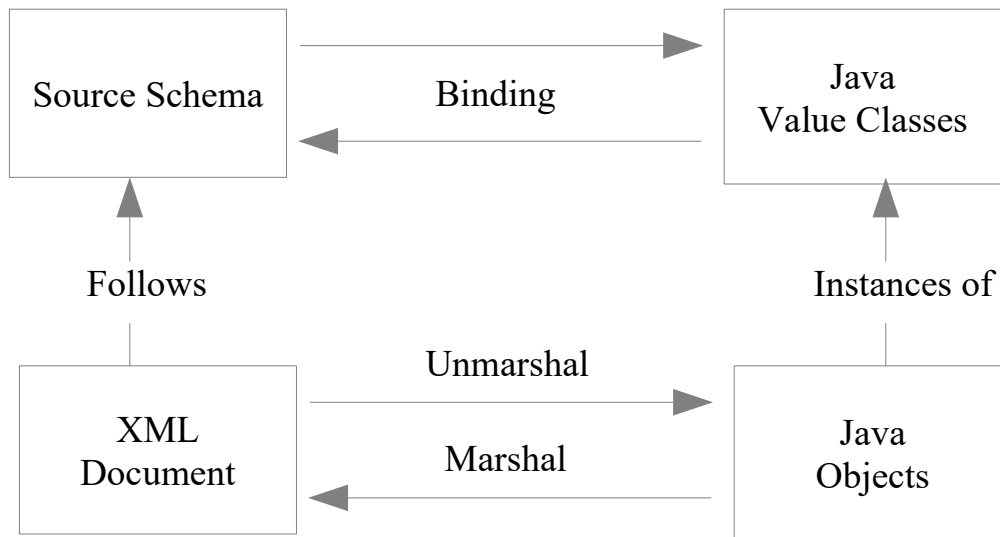 Source Schema
Binding
Java
Value Classes
Follows
Instances of
Unmarshal
XML
Document
Marshal
Java
Objects